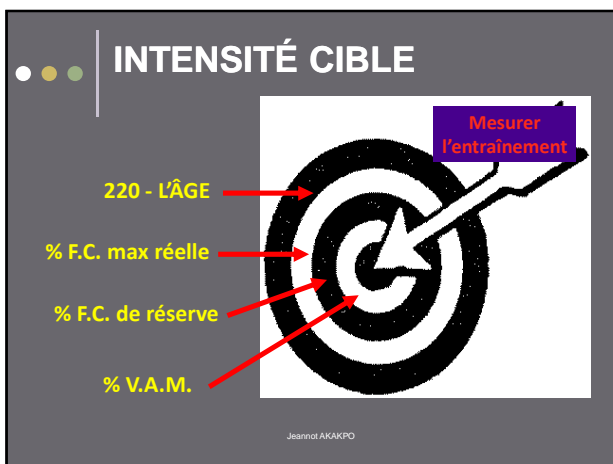 INTENSITÉ CIBLE
Mesurer
l'entraînement
220 - L'ÂGE
% F.C. max réelle
% F.C. de réserve
% V.A.M.
Jeannot AKAKPO